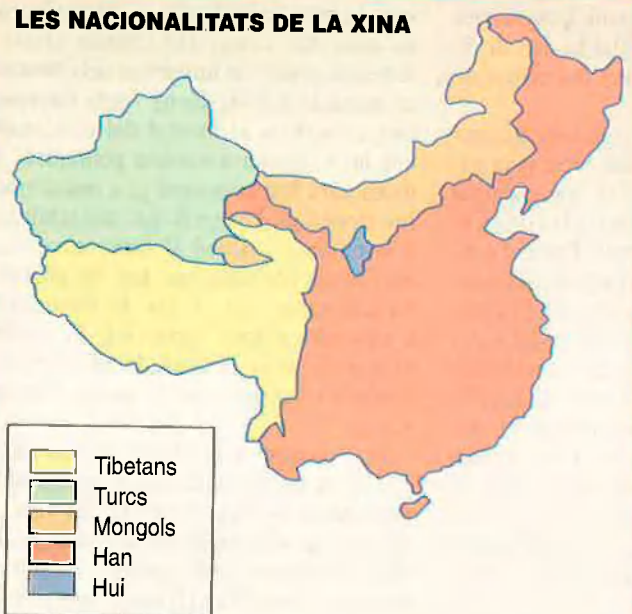 LES NACIONALITATS DE LA XINA
Tibetans
Turcs
Mongols
Han
Hui